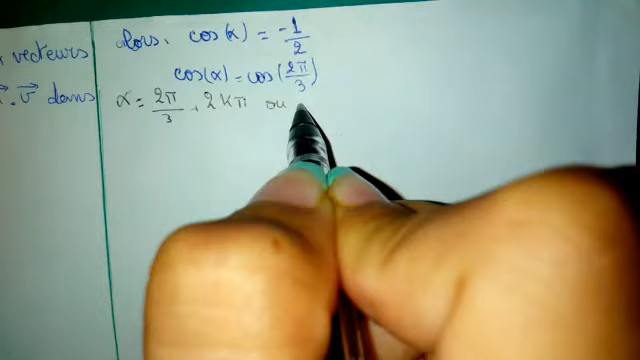 vecteurs
alors. cos(α) = -1/2
cos(α) = cos(2π/3)
.v⃗ dans
α = 2π/3 + 2kπ ou